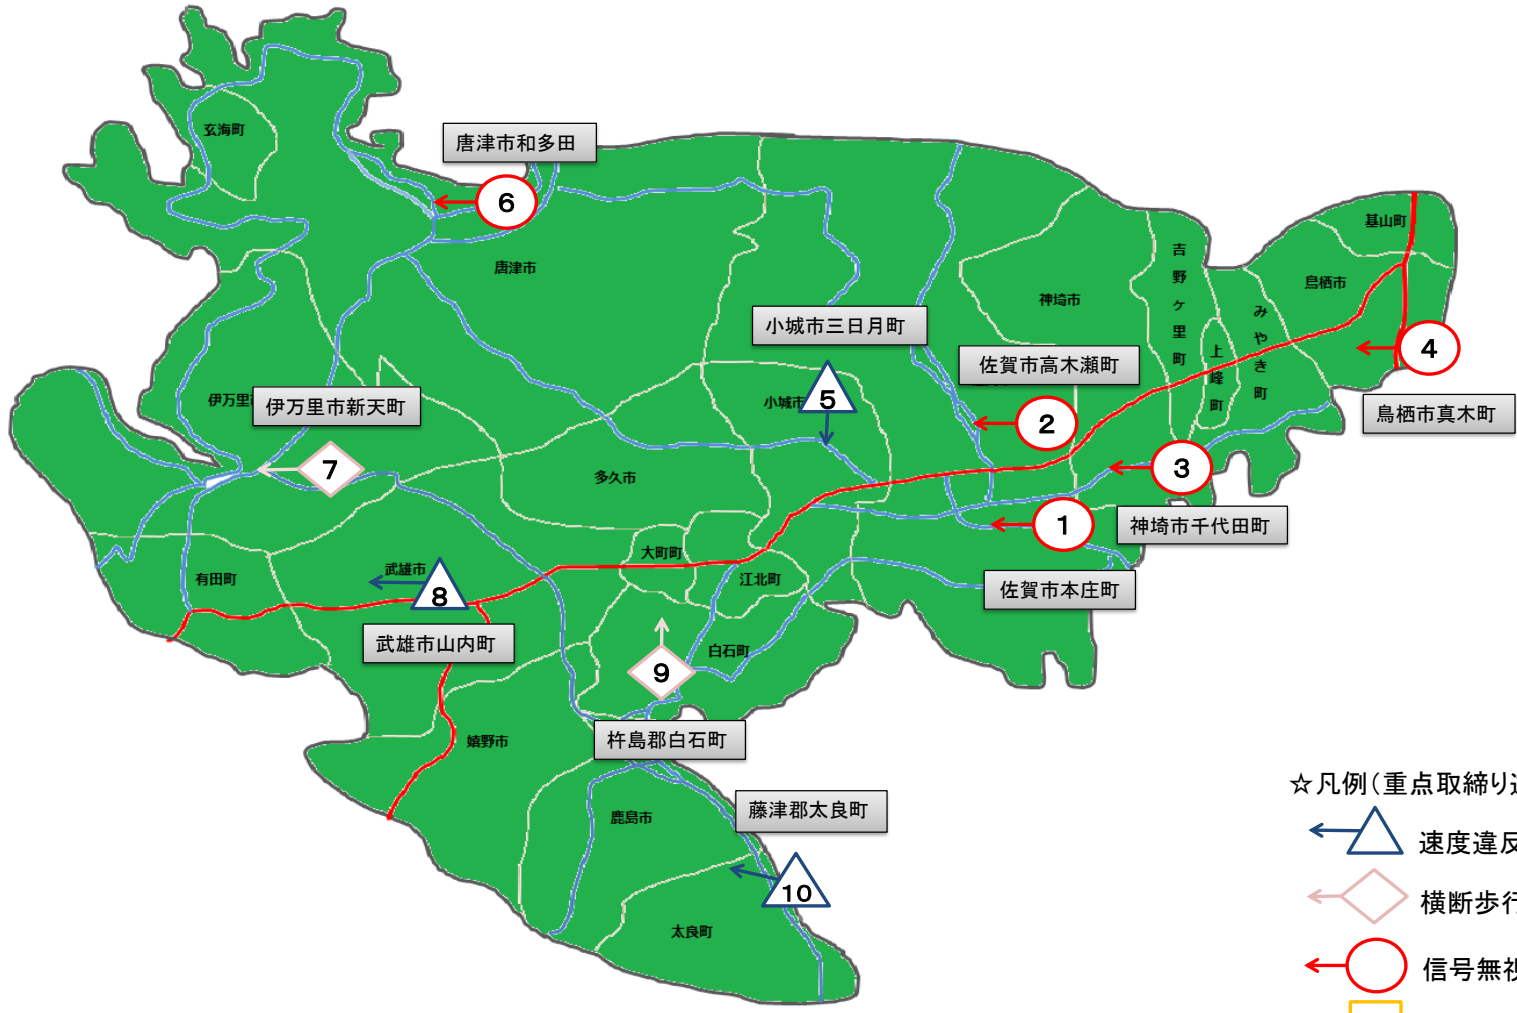 玄海町
唐津市和多田
6
基山町
吉野ヶ里町
唐津市
鳥栖市
神埼市
みやき町
小城市三日月町
上峰町
4
佐賀市高木瀬町
伊万里
伊万里市新天町
小城市
5
鳥栖市真木町
2
7
多久市
3
1
神埼市千代田町
大町町
武雄市
有田町
江北町
8
佐賀市本庄町
武雄市山内町
白石町
9
嬉野市
杵島郡白石町
☆凡例（重点取締り
藤津郡太良町
鹿島市
速度違反
10
横断歩行
太良町
信号無視